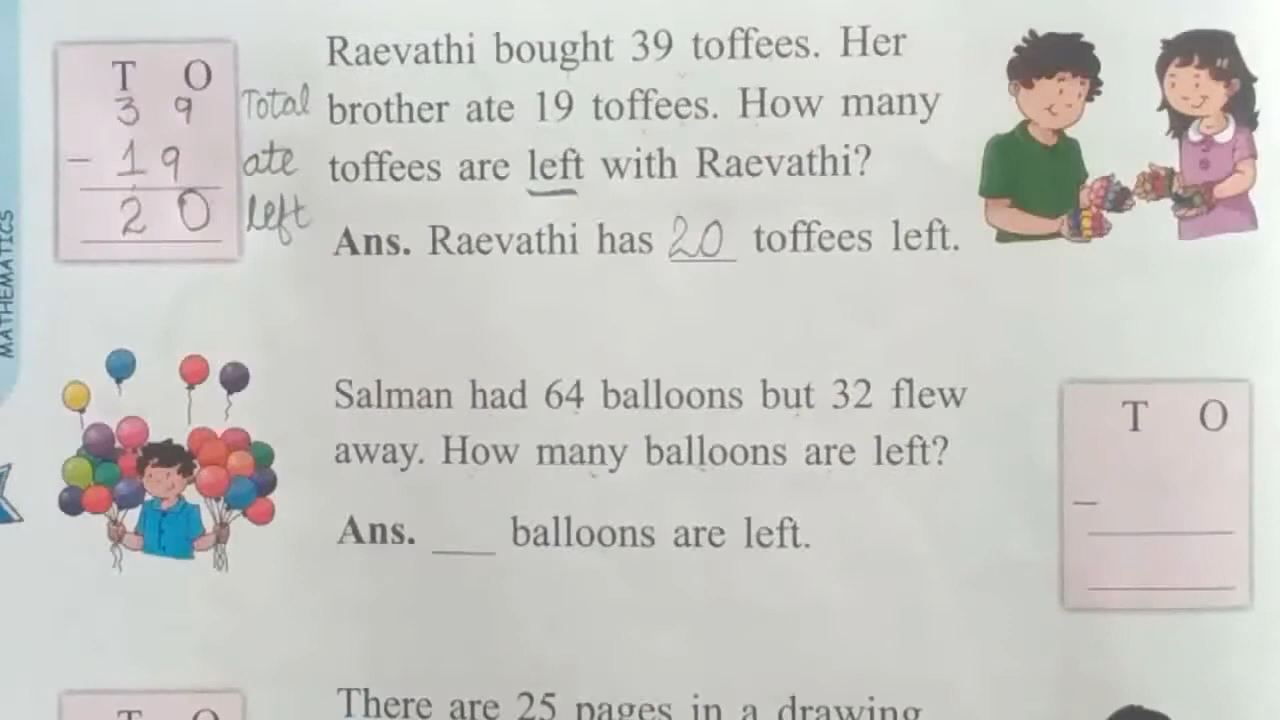 MATHEMATICS
T O
3 9 Total
- 1 9 ate
2 0 left
Raevathi bought 39 toffees. Her
brother ate 19 toffees. How many
toffees are left with Raevathi?
Ans. Raevathi has 20 toffees left.
Salman had 64 balloons but 32 flew
away. How many balloons are left?
Ans. ___ balloons are left.
T O
–
T O
There are 25 pages in a drawing